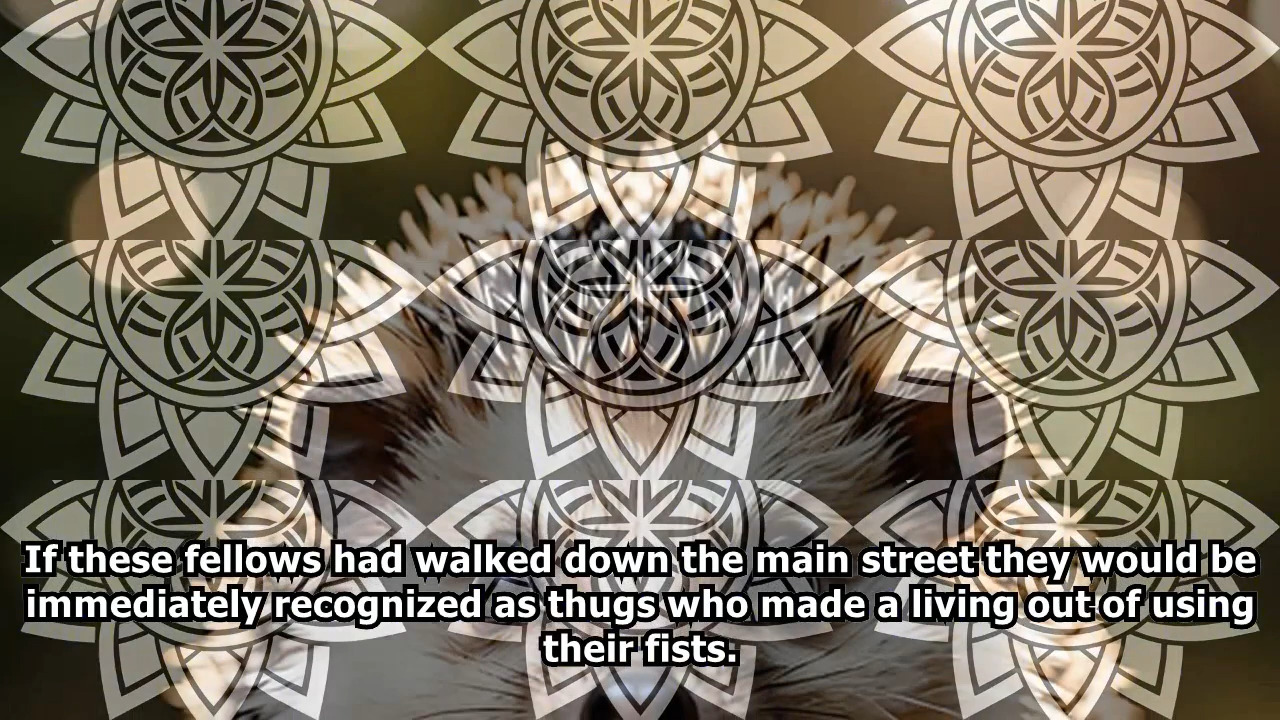 If these fellows had walked down the main street they would be
immediately recognized as thugs who made a living out of using
their fists.